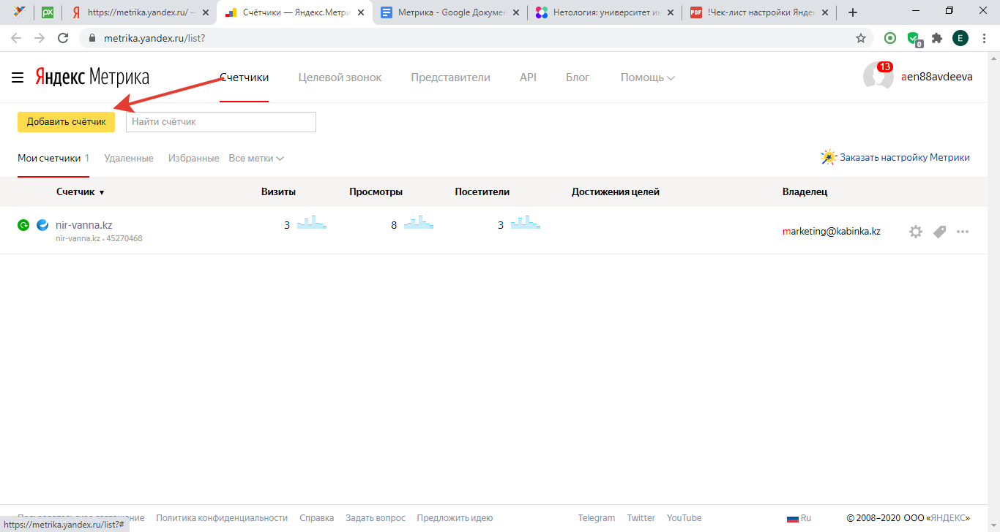 https://metrika.yandex.ru/ –
Счётчики — Яндекс.Метри
Метрика - Google Докумен
Нетология: университет ин
PDF
!Чек-лист настройки Янде
px
Я
metrika.yandex.ru/list?
0
E
Яндекс Метрика
Счетчики
Целевой звонок
Представители
API
Блог
Помощь
13
aen88avdeeva
Добавить счётчик
Найти счётчик
Мои счетчики 1
Удаленные
Избранные
Все метки
Заказать настройку Метрики
Счетчик ▼
Визиты
Просмотры
Посетители
Достижения целей
Владелец
nir-vanna.kz
3
8
3
marketing@kabinka.kz
nir-vanna.kz • 45270468
Политика конфиденциальности
Справка
Задать вопрос
Предложить идею
Telegram
Twitter
YouTube
Ru
© 2008–2020 ООО «ЯНДЕКС»
https://metrika.yandex.ru/list?#